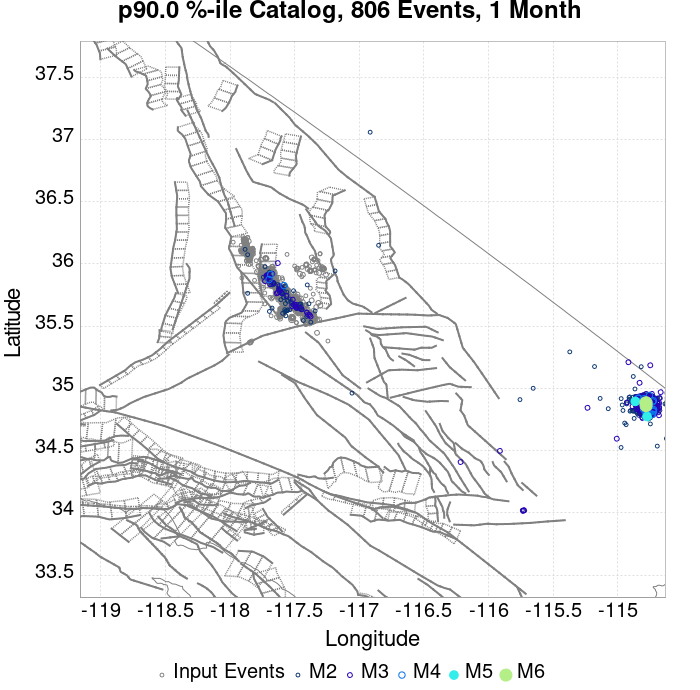 p90.0 %-ile Catalog, 806 Events, 1 Month
Latitude
37.5
37
36.5
36
35.5
35
34.5
34
33.5
-119 -118.5 -118 -117.5 -117 -116.5 -116 -115.5 -115
Longitude
Input Events M2 M3 M4 M5 M6